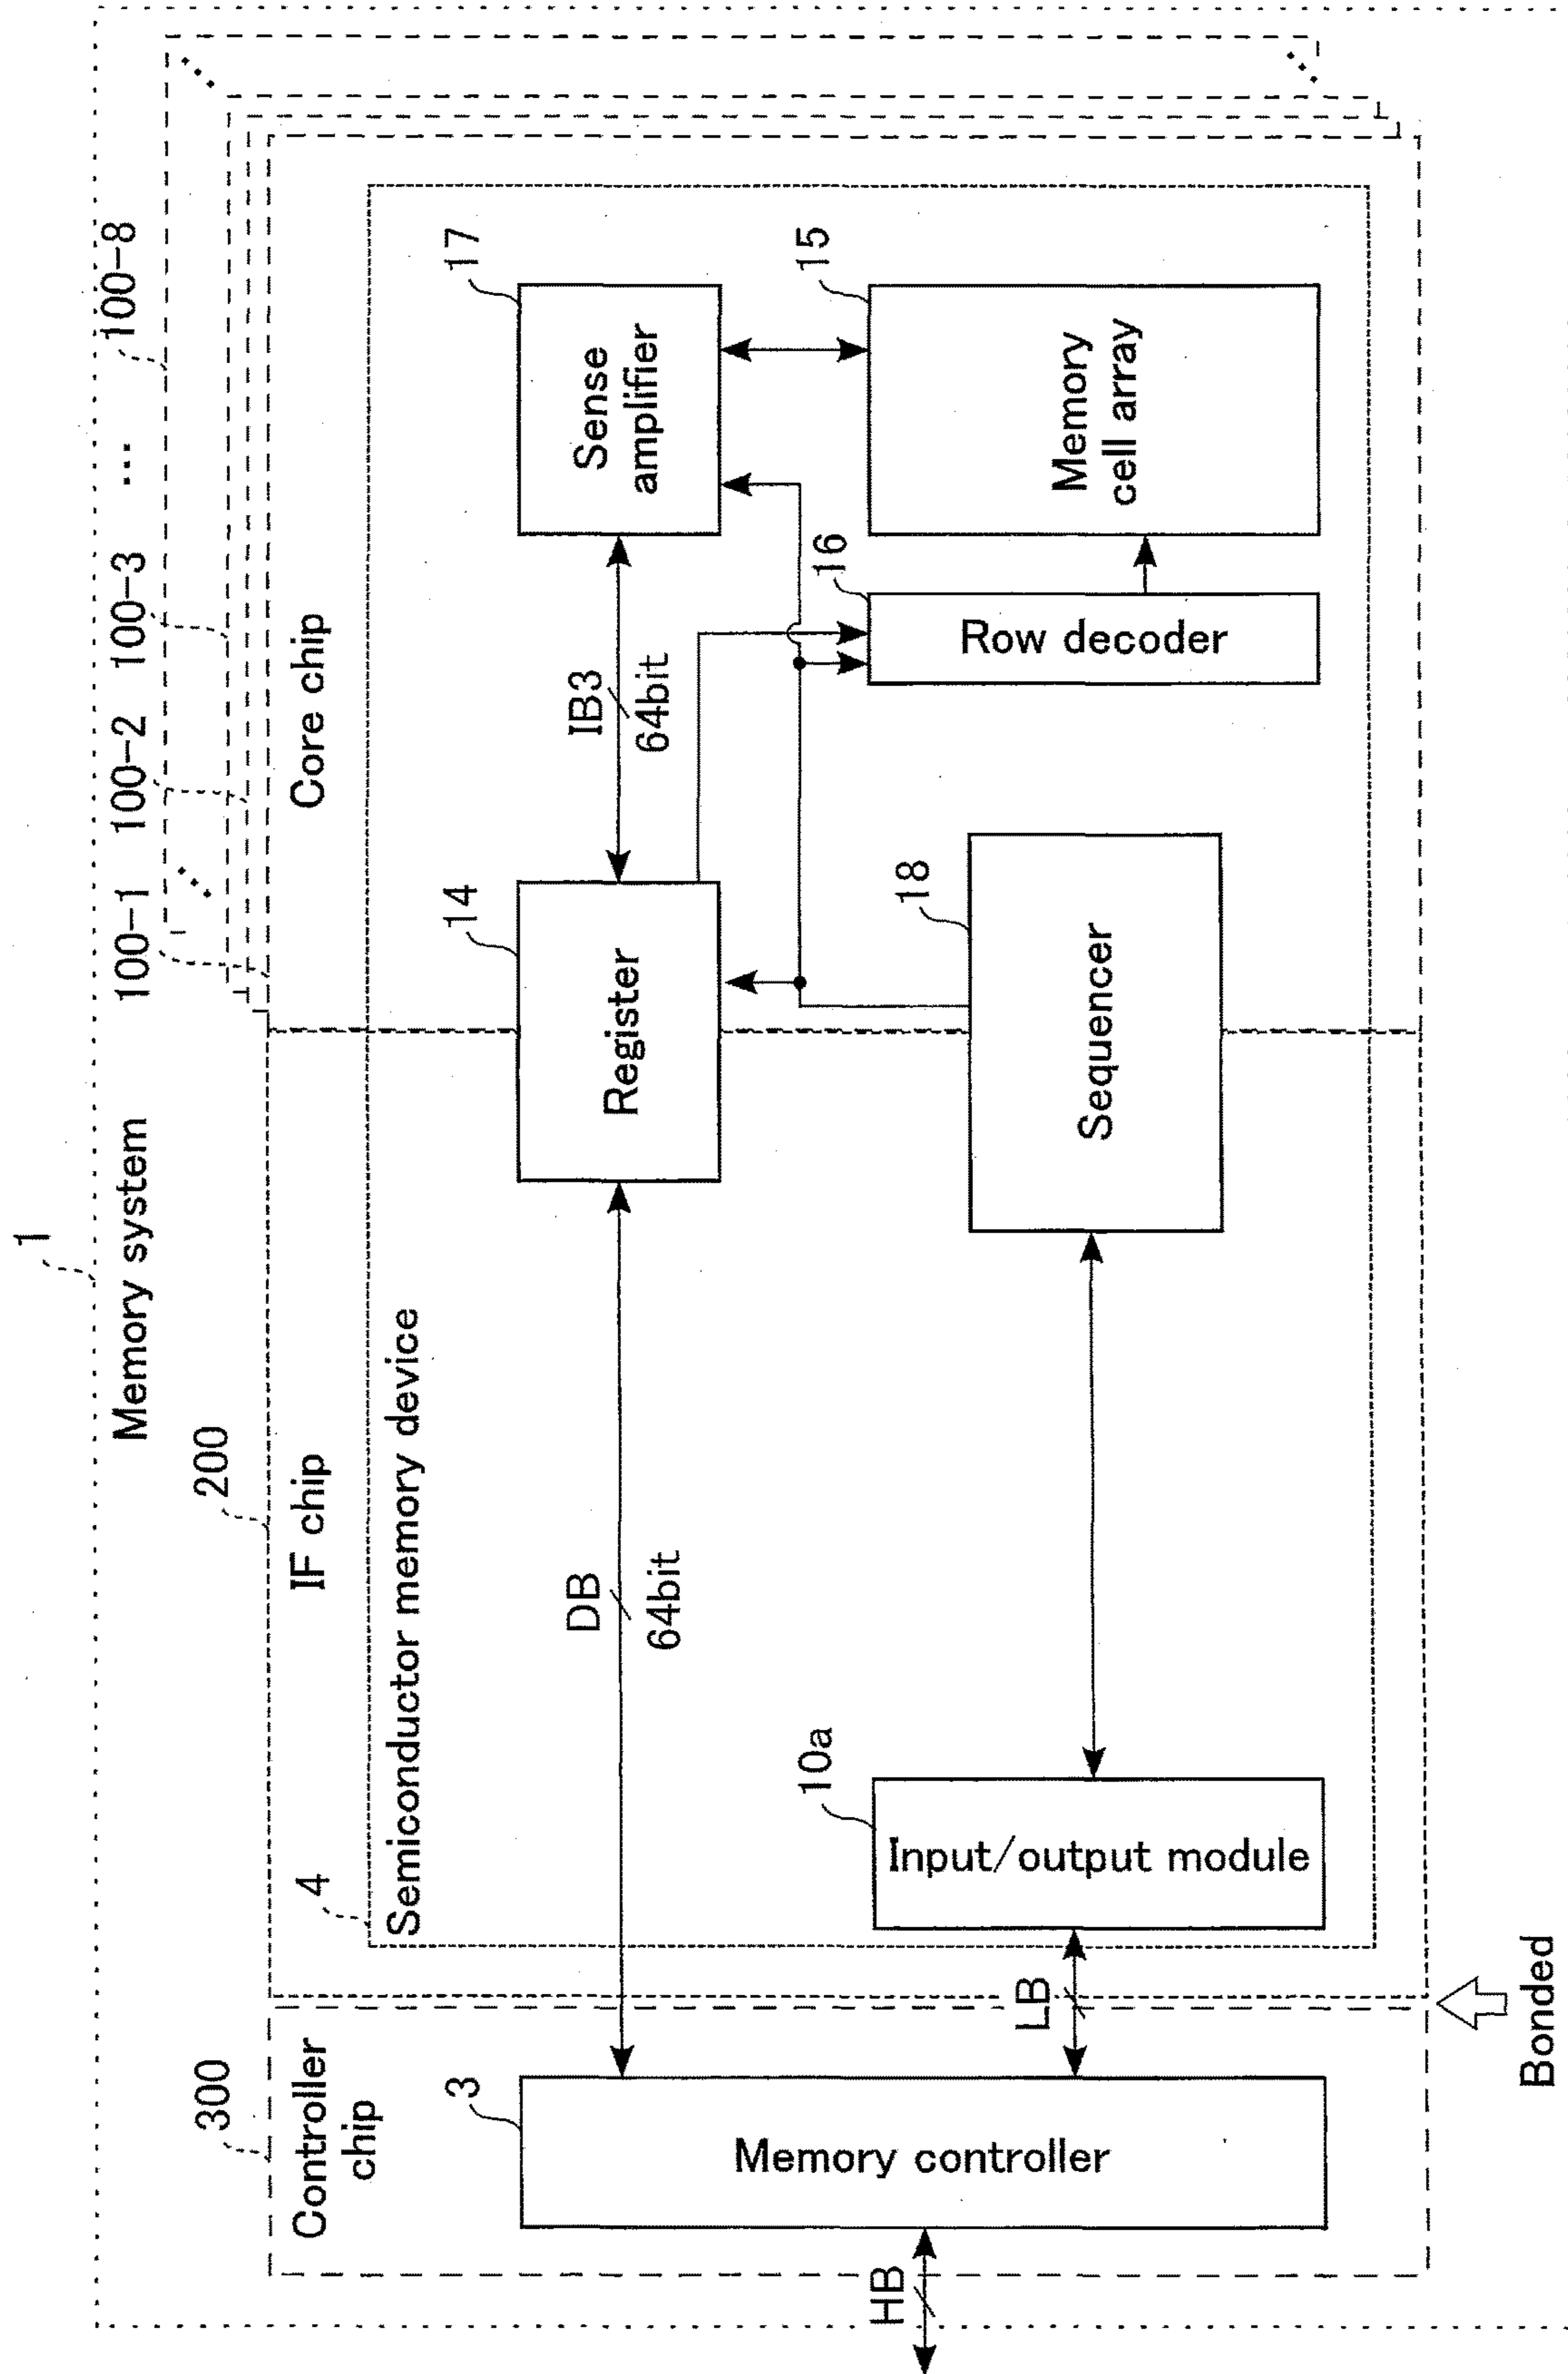 1
Memory system
300
Controller
chip
200
IF chip
100-1
100-2
100-3
...
100-8
Core chip
4
Semiconductor memory device
3
Memory controller
HB
LB
DB
64bit
14
Register
IB3
64bit
17
Sense
amplifier
10a
Input/output module
18
Sequencer
16
Row decoder
15
Memory
cell array
Bonded